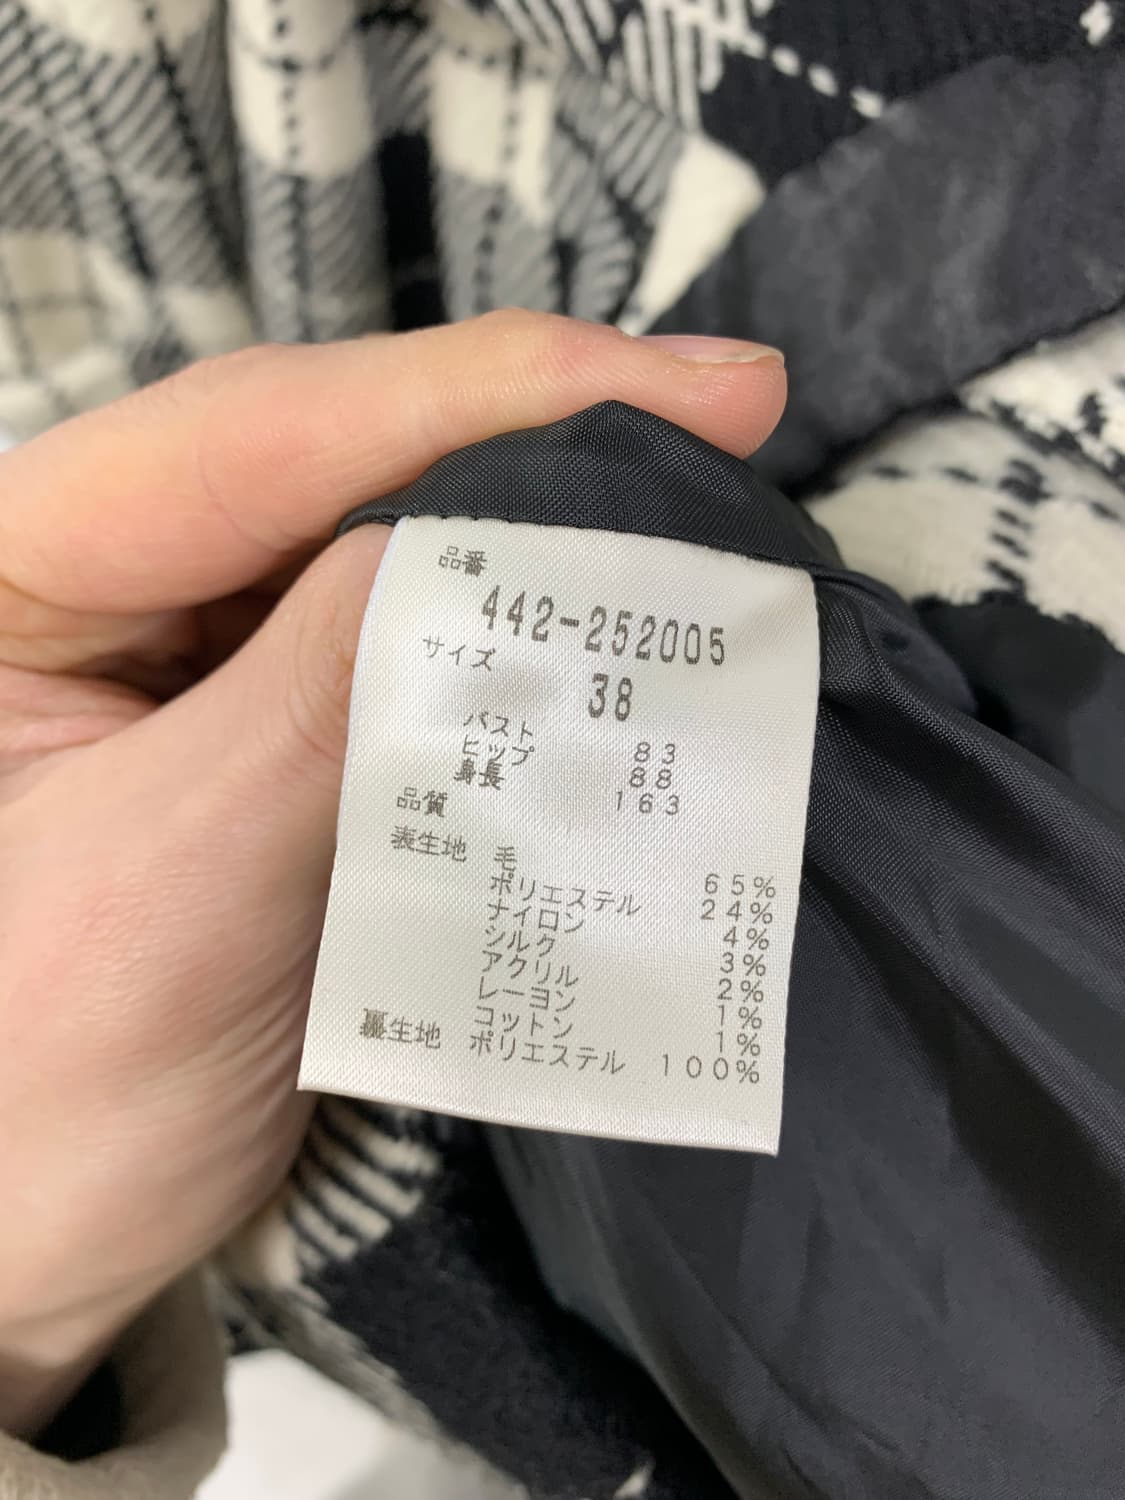 品番
442-252005
サイズ
38
バスト 83
ヒップ 88
身長 163
品質
表生地 毛 65%
ポリエステル 24%
ナイロン 4%
シルク 3%
アクリル 2%
レーヨン 1%
コットン 1%
裏生地 ポリエステル 100%